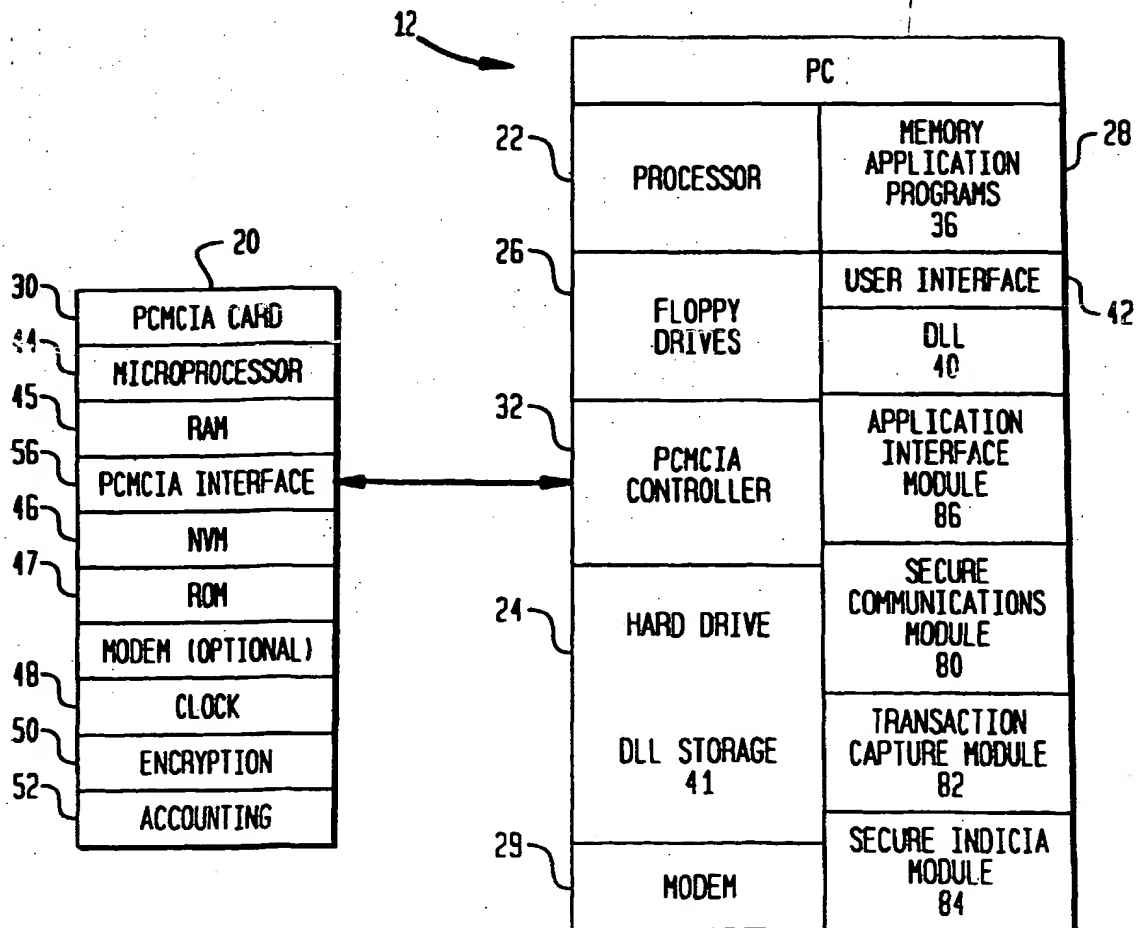 12
PC
22
PROCESSOR
MEMORY
APPLICATION
PROGRAMS
36
28
26
FLOPPY
DRIVES
USER INTERFACE
42
DLL
40
32
PCMCIA
CONTROLLER
APPLICATION
INTERFACE
MODULE
86
24
HARD DRIVE
DLL STORAGE
41
SECURE
COMMUNICATIONS
MODULE
80
TRANSACTION
CAPTURE MODULE
82
29
MODEM
SECURE INDICIA
MODULE
84
20
30
PCMCIA CARD
44
MICROPROCESSOR
45
RAM
56
PCMCIA INTERFACE
46
NVM
47
ROM
MODEM (OPTIONAL)
48
CLOCK
50
ENCRYPTION
52
ACCOUNTING